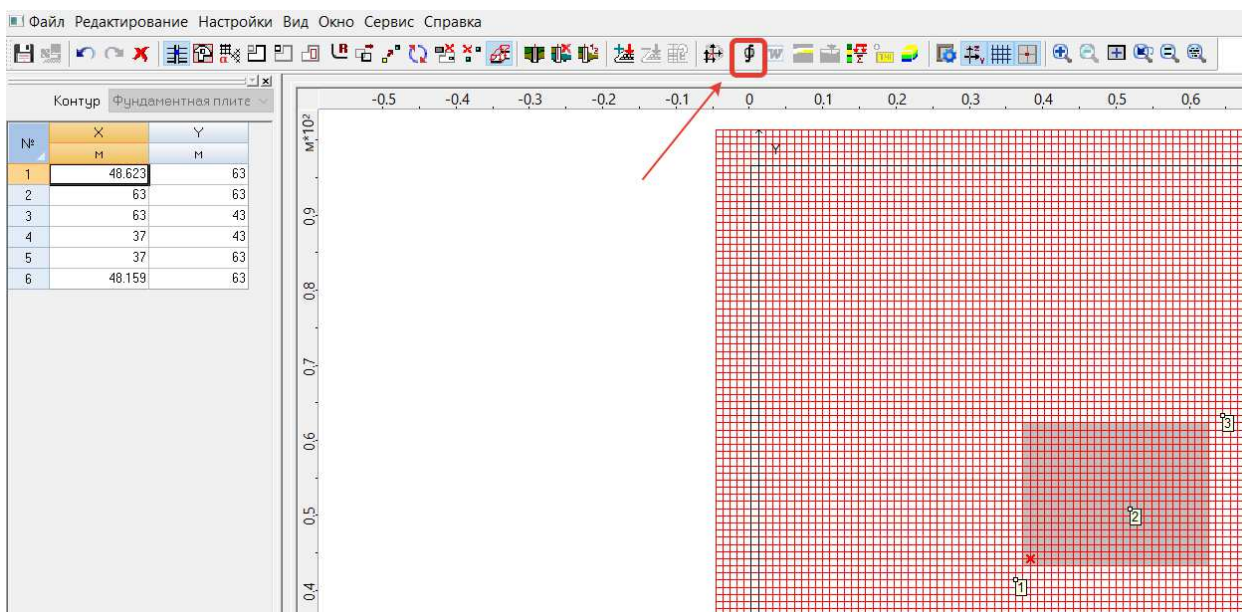 Файл Редактирование Настройки Вид Окно Сервис Справка
Контур Фундаментная плите
№ X Y
м м
1 48.623 63
2 63 63
3 63 43
4 37 43
5 37 63
6 48.159 63
-0,5 -0,4 -0,3 -0,2 -0,1 0 0,1 0,2 0,3 0,4 0,5 0,6
м*10²
Y
0,9
0,8
0,7
0,6
0,5
0,4
3
2
1